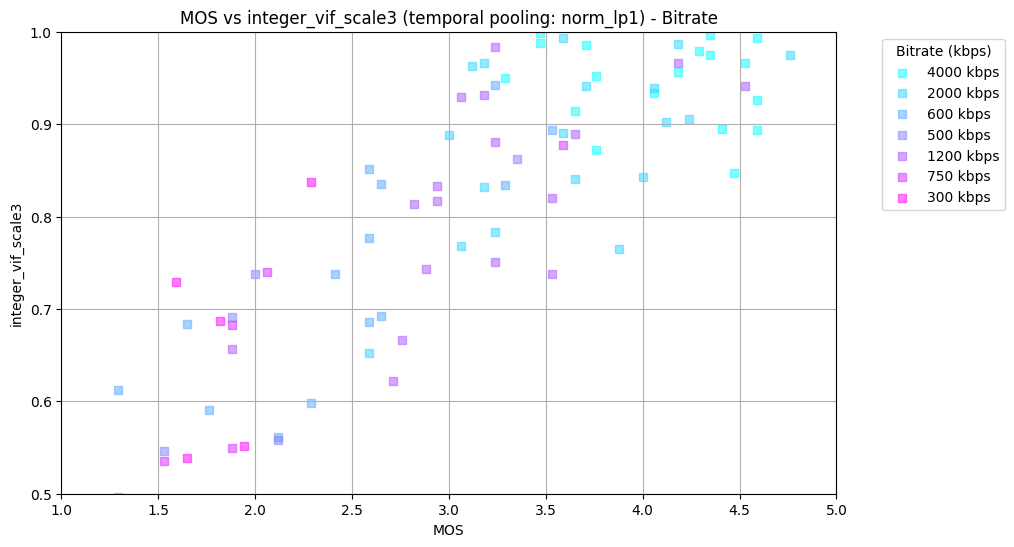 MOS vs integer_vif_scale3 (temporal pooling: norm_lp1) - Bitrate
1.0
0.9
0.8
0.7
0.6
0.5
integer_vif_scale3
1.0 1.5 2.0 2.5 3.0 3.5 4.0 4.5 5.0
MOS
Bitrate (kbps)
4000 kbps
2000 kbps
600 kbps
500 kbps
1200 kbps
750 kbps
300 kbps